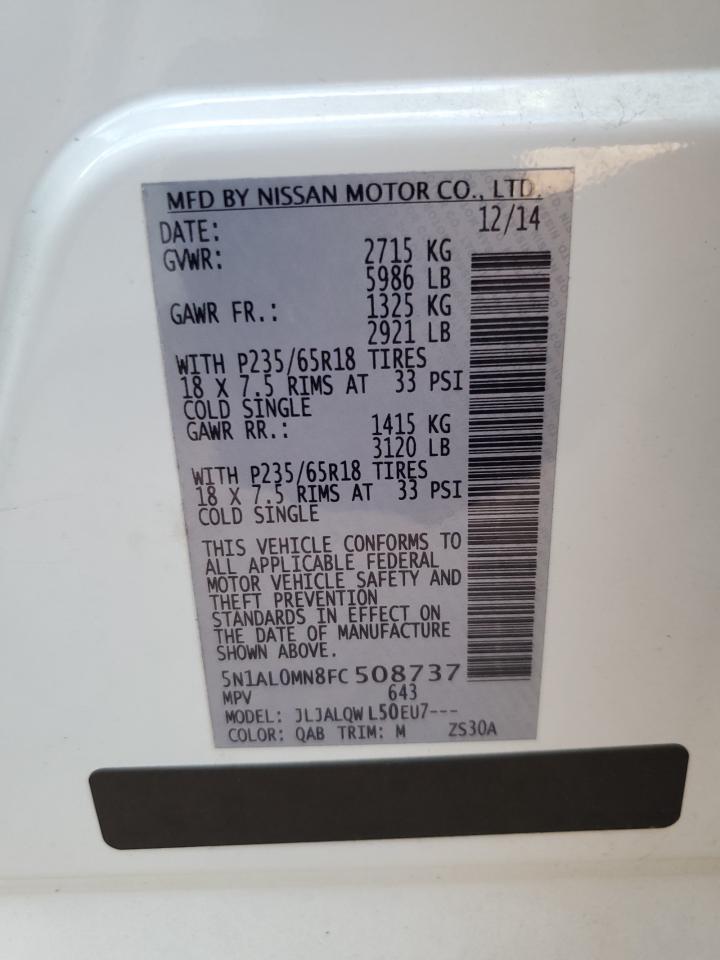 MFD BY NISSAN MOTOR CO., LTD.
DATE: 12/14
GVWR: 2715 KG
5986 LB
GAWR FR.: 1325 KG
2921 LB
WITH P235/65R18 TIRES
18 X 7.5 RIMS AT 33 PSI
COLD SINGLE
GAWR RR.: 1415 KG
3120 LB
WITH P235/65R18 TIRES
18 X 7.5 RIMS AT 33 PSI
COLD SINGLE
THIS VEHICLE CONFORMS TO
ALL APPLICABLE FEDERAL
MOTOR VEHICLE SAFETY AND
THEFT PREVENTION
STANDARDS IN EFFECT ON
THE DATE OF MANUFACTURE
SHOWN ABOVE.
5N1AL0MN8FC508737
MPV 643
MODEL: JLJALQWL50EU7---
COLOR: QAB TRIM: M ZS30A